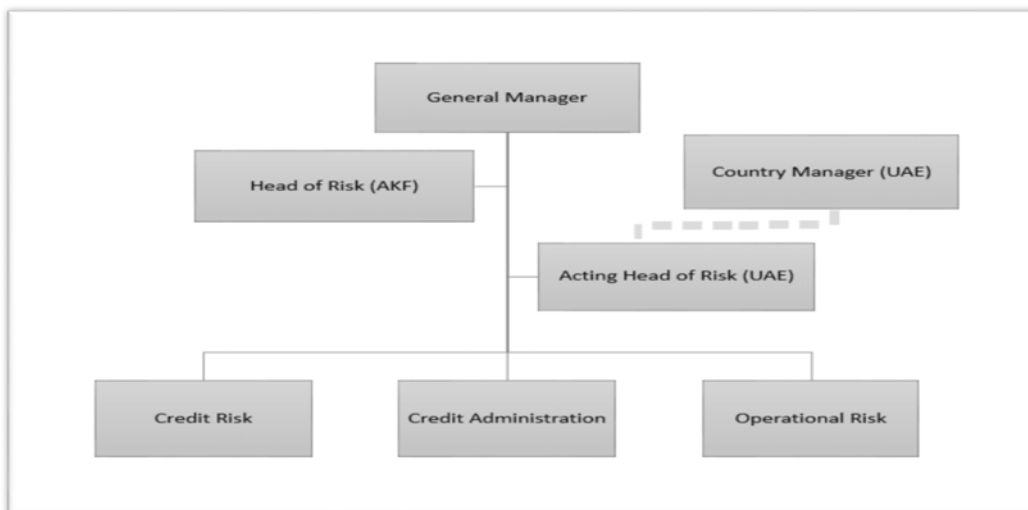 General Manager
Head of Risk (AKF)
Country Manager (UAE)
Acting Head of Risk (UAE)
Credit Risk
Credit Administration
Operational Risk